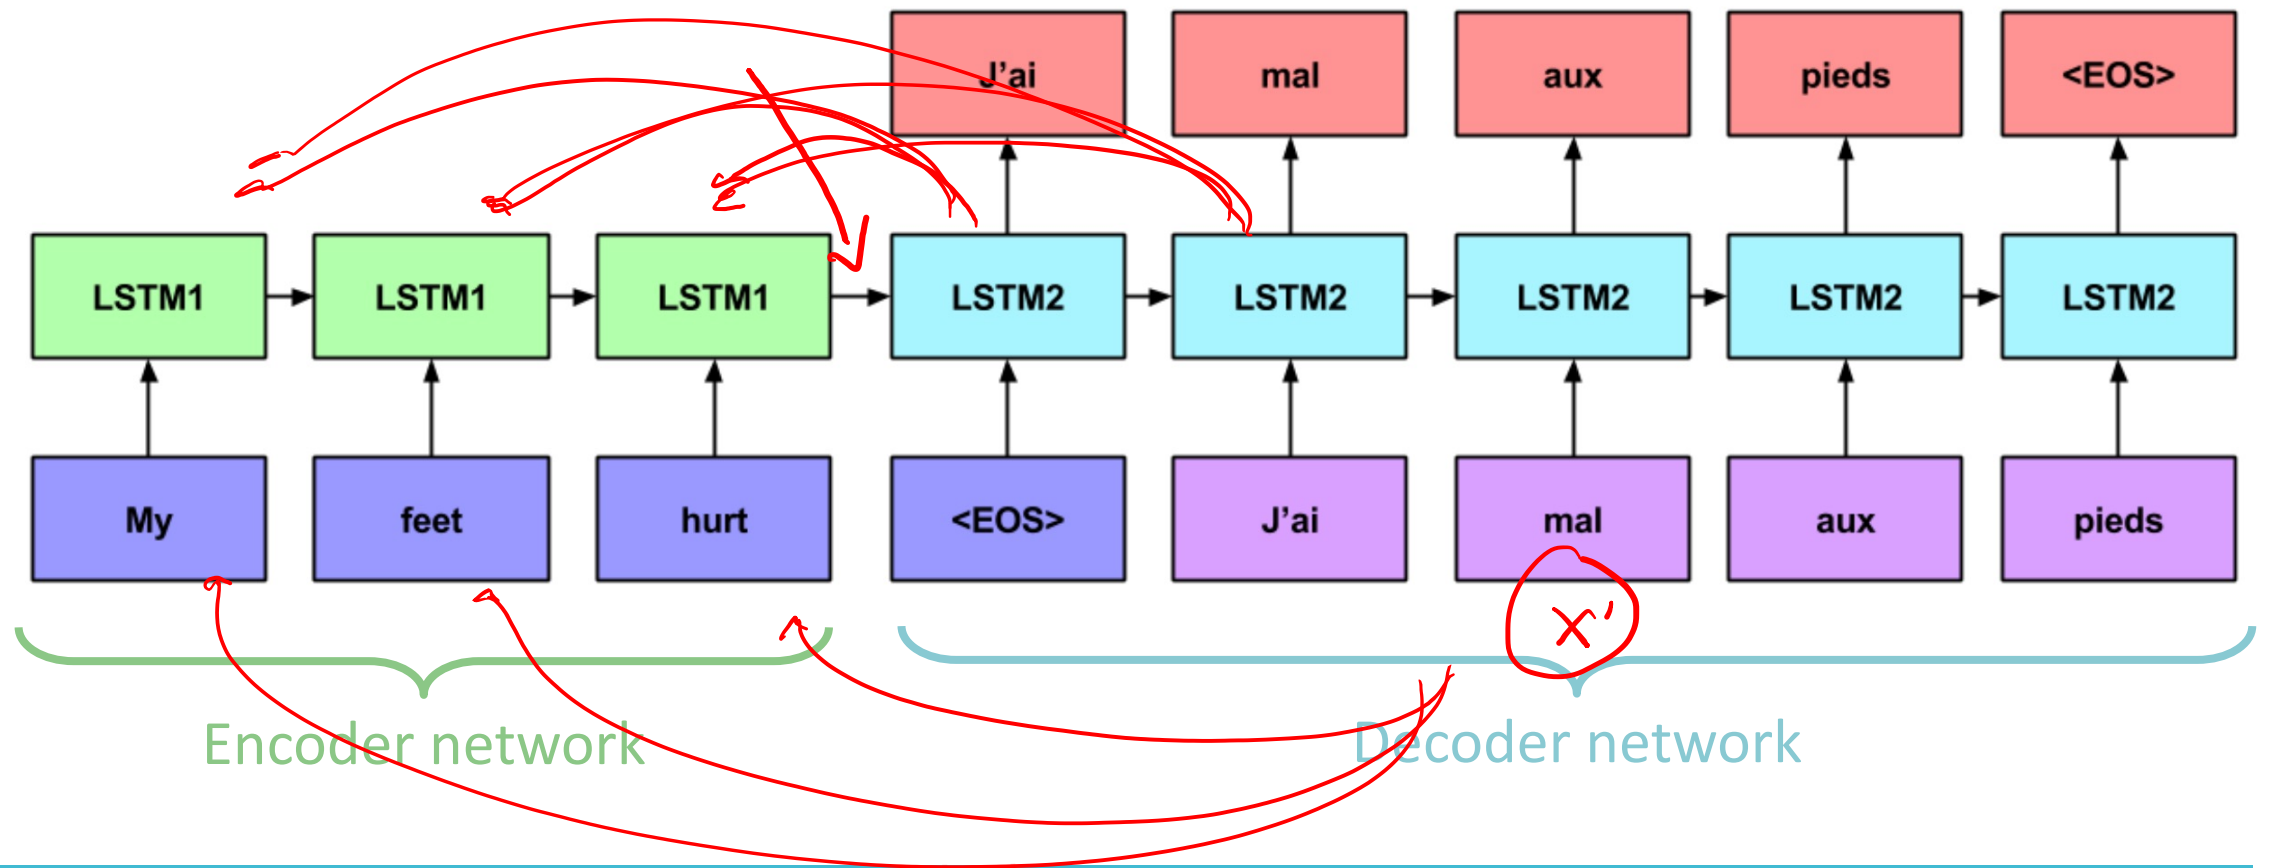 J'ai mal aux pieds <EOS>
LSTM1 LSTM1 LSTM1 LSTM2 LSTM2 LSTM2 LSTM2 LSTM2
My feet hurt <EOS> J'ai mal aux pieds
X'
Encoder network Decoder network